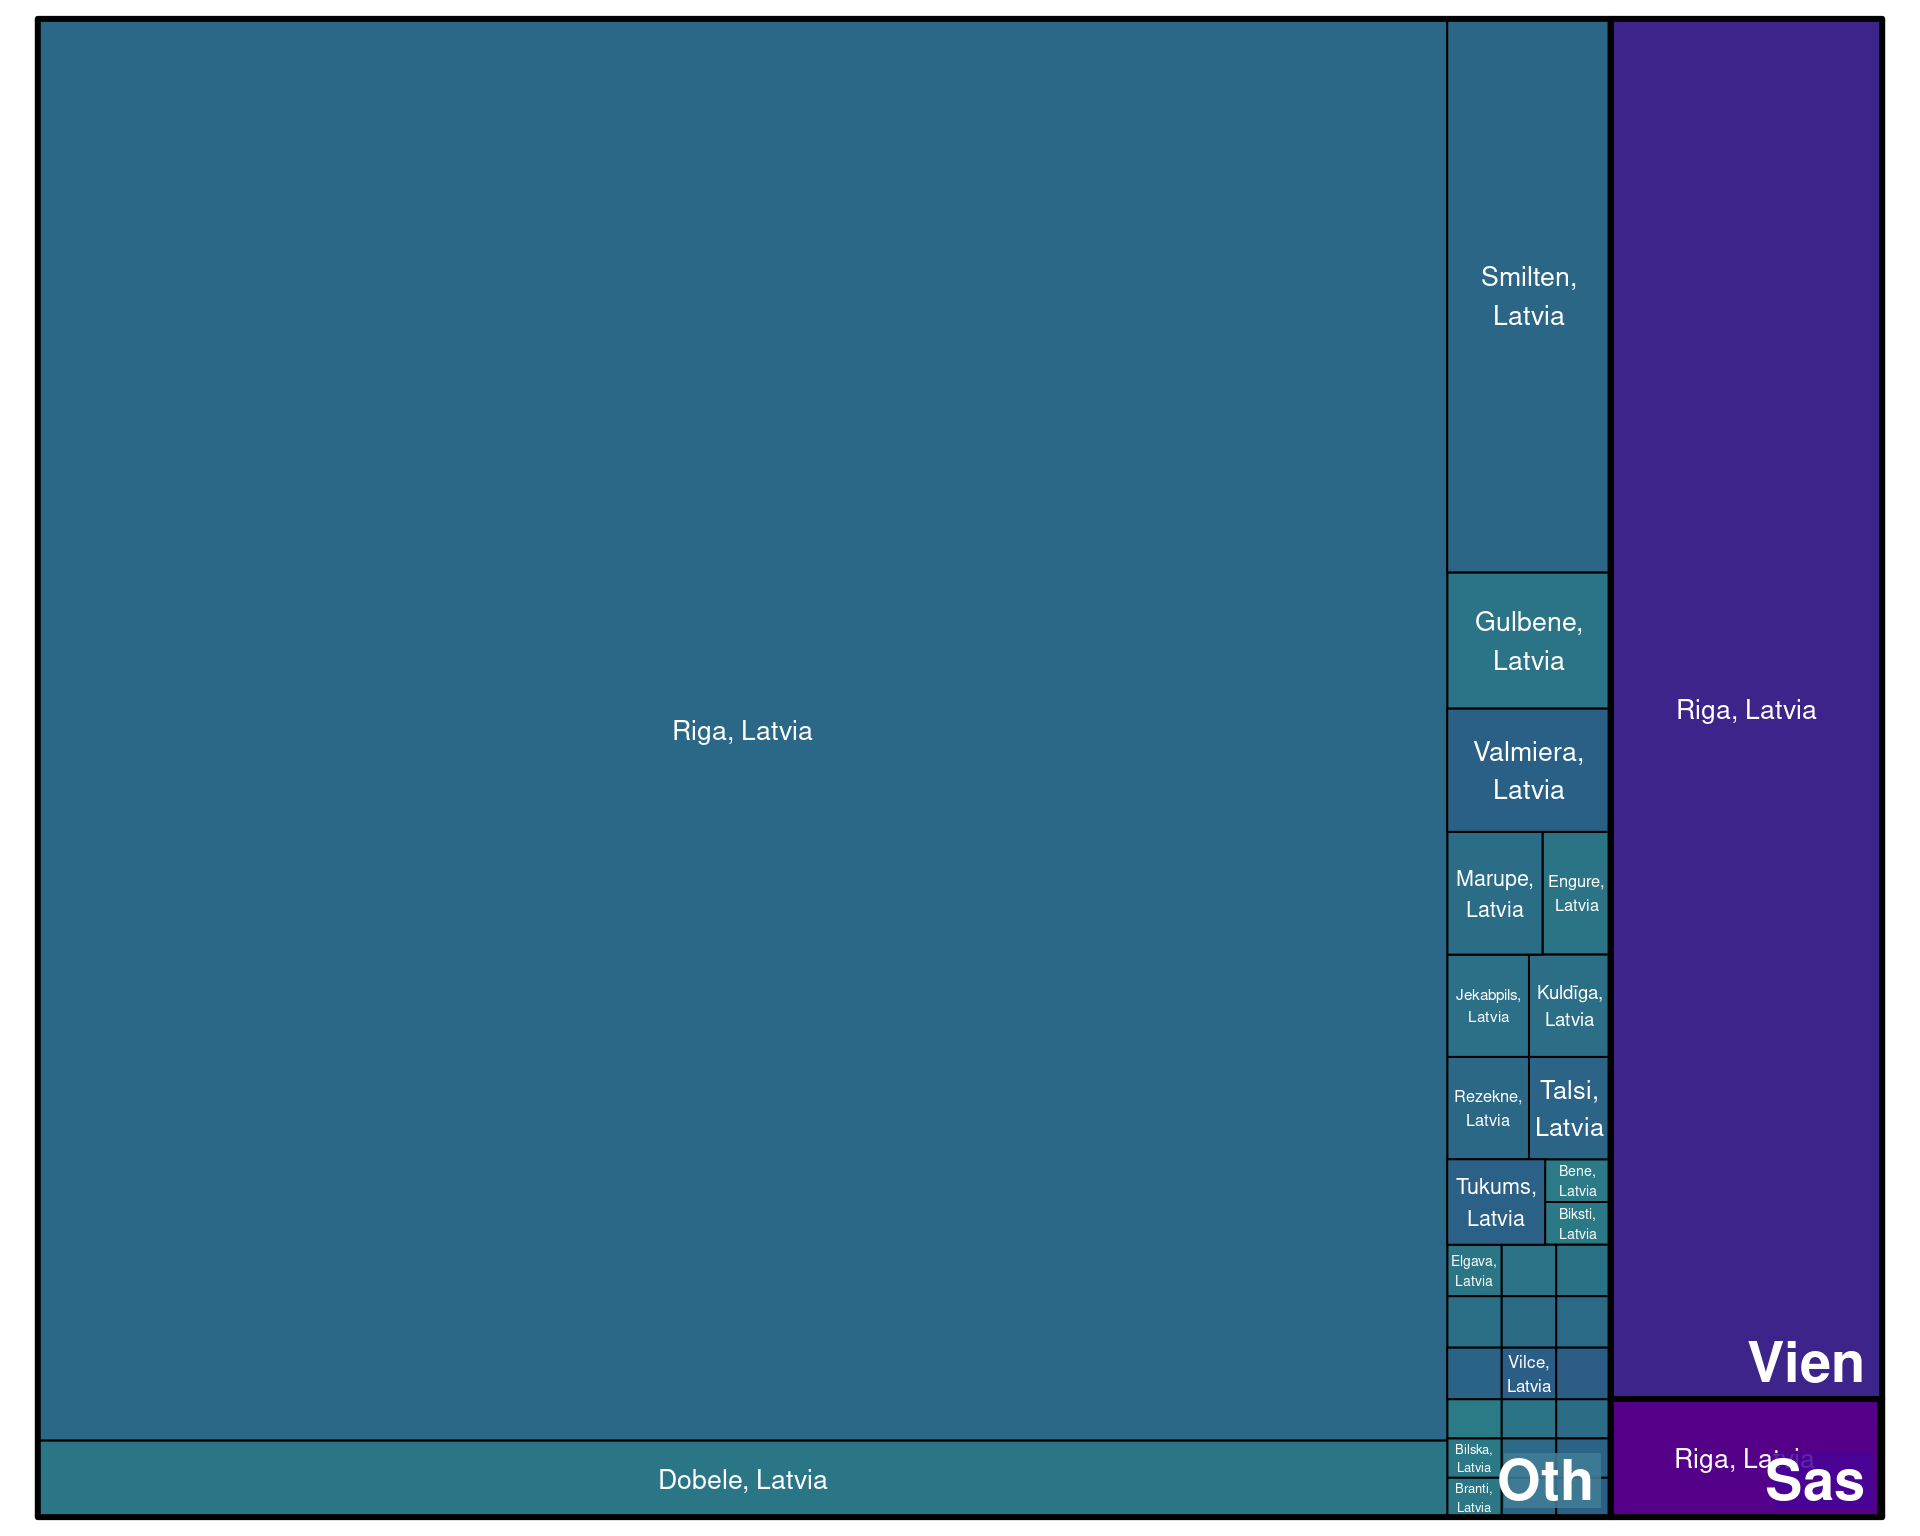 Riga, Latvia
Dobele, Latvia
Smilten,
Latvia
Gulbene,
Latvia
Valmiera,
Latvia
Marupe,
Latvia
Engure,
Latvia
Jekabpils,
Latvia
Kuldīga,
Latvia
Rezekne,
Latvia
Talsi,
Latvia
Tukums,
Latvia
Bene,
Latvia
Biksti,
Latvia
Elgava,
Latvia
Vilce,
Latvia
Bilska,
Latvia
Branti,
Latvia
Oth
Riga, Latvia
Vien
Riga, Latvia
Sas